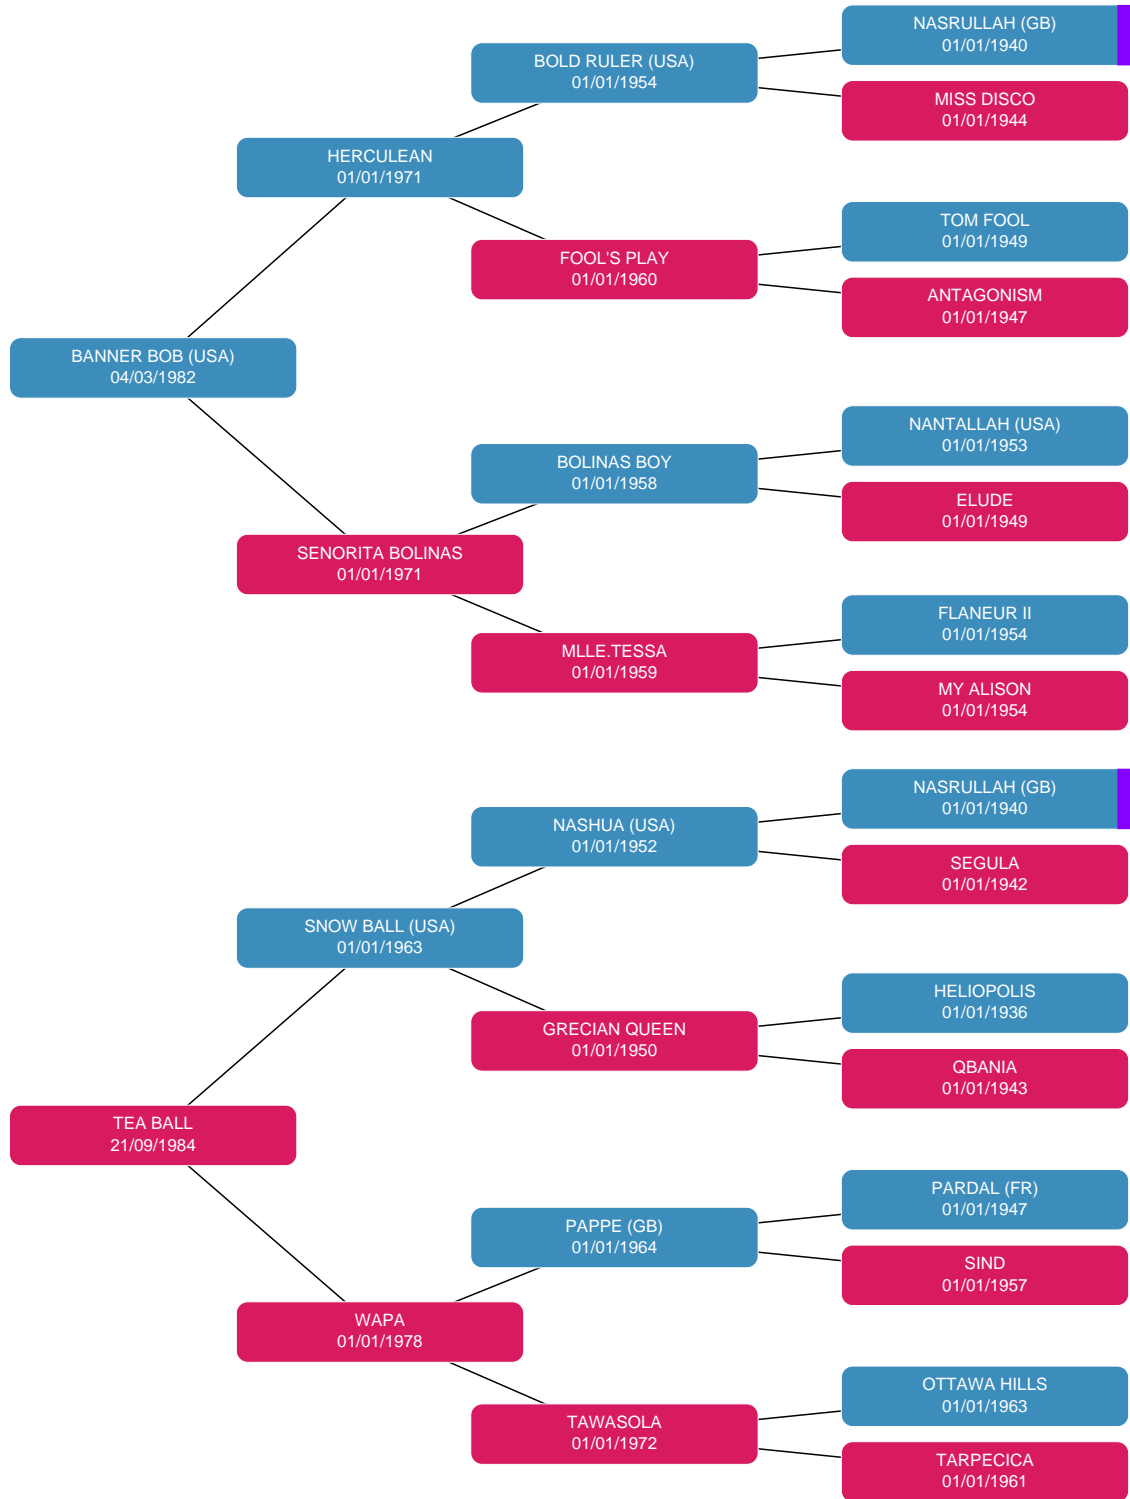 NASRULLAH (GB)
01/01/1940
BOLD RULER (USA)
01/01/1954
MISS DISCO
01/01/1944
HERCULEAN
01/01/1971
TOM FOOL
01/01/1949
FOOL'S PLAY
01/01/1960
ANTAGONISM
01/01/1947
BANNER BOB (USA)
04/03/1982
NANTALLAH (USA)
01/01/1953
BOLINAS BOY
01/01/1958
ELUDE
01/01/1949
SENORITA BOLINAS
01/01/1971
FLANEUR II
01/01/1954
MLLE.TESSA
01/01/1959
MY ALISON
01/01/1954
NASRULLAH (GB)
01/01/1940
NASHUA (USA)
01/01/1952
SEGULA
01/01/1942
SNOW BALL (USA)
01/01/1963
HELIOPOLIS
01/01/1936
GRECIAN QUEEN
01/01/1950
QBANIA
01/01/1943
TEA BALL
21/09/1984
PARDAL (FR)
01/01/1947
PAPPE (GB)
01/01/1964
SIND
01/01/1957
WAPA
01/01/1978
OTTAWA HILLS
01/01/1963
TAWASOLA
01/01/1972
TARPECICA
01/01/1961